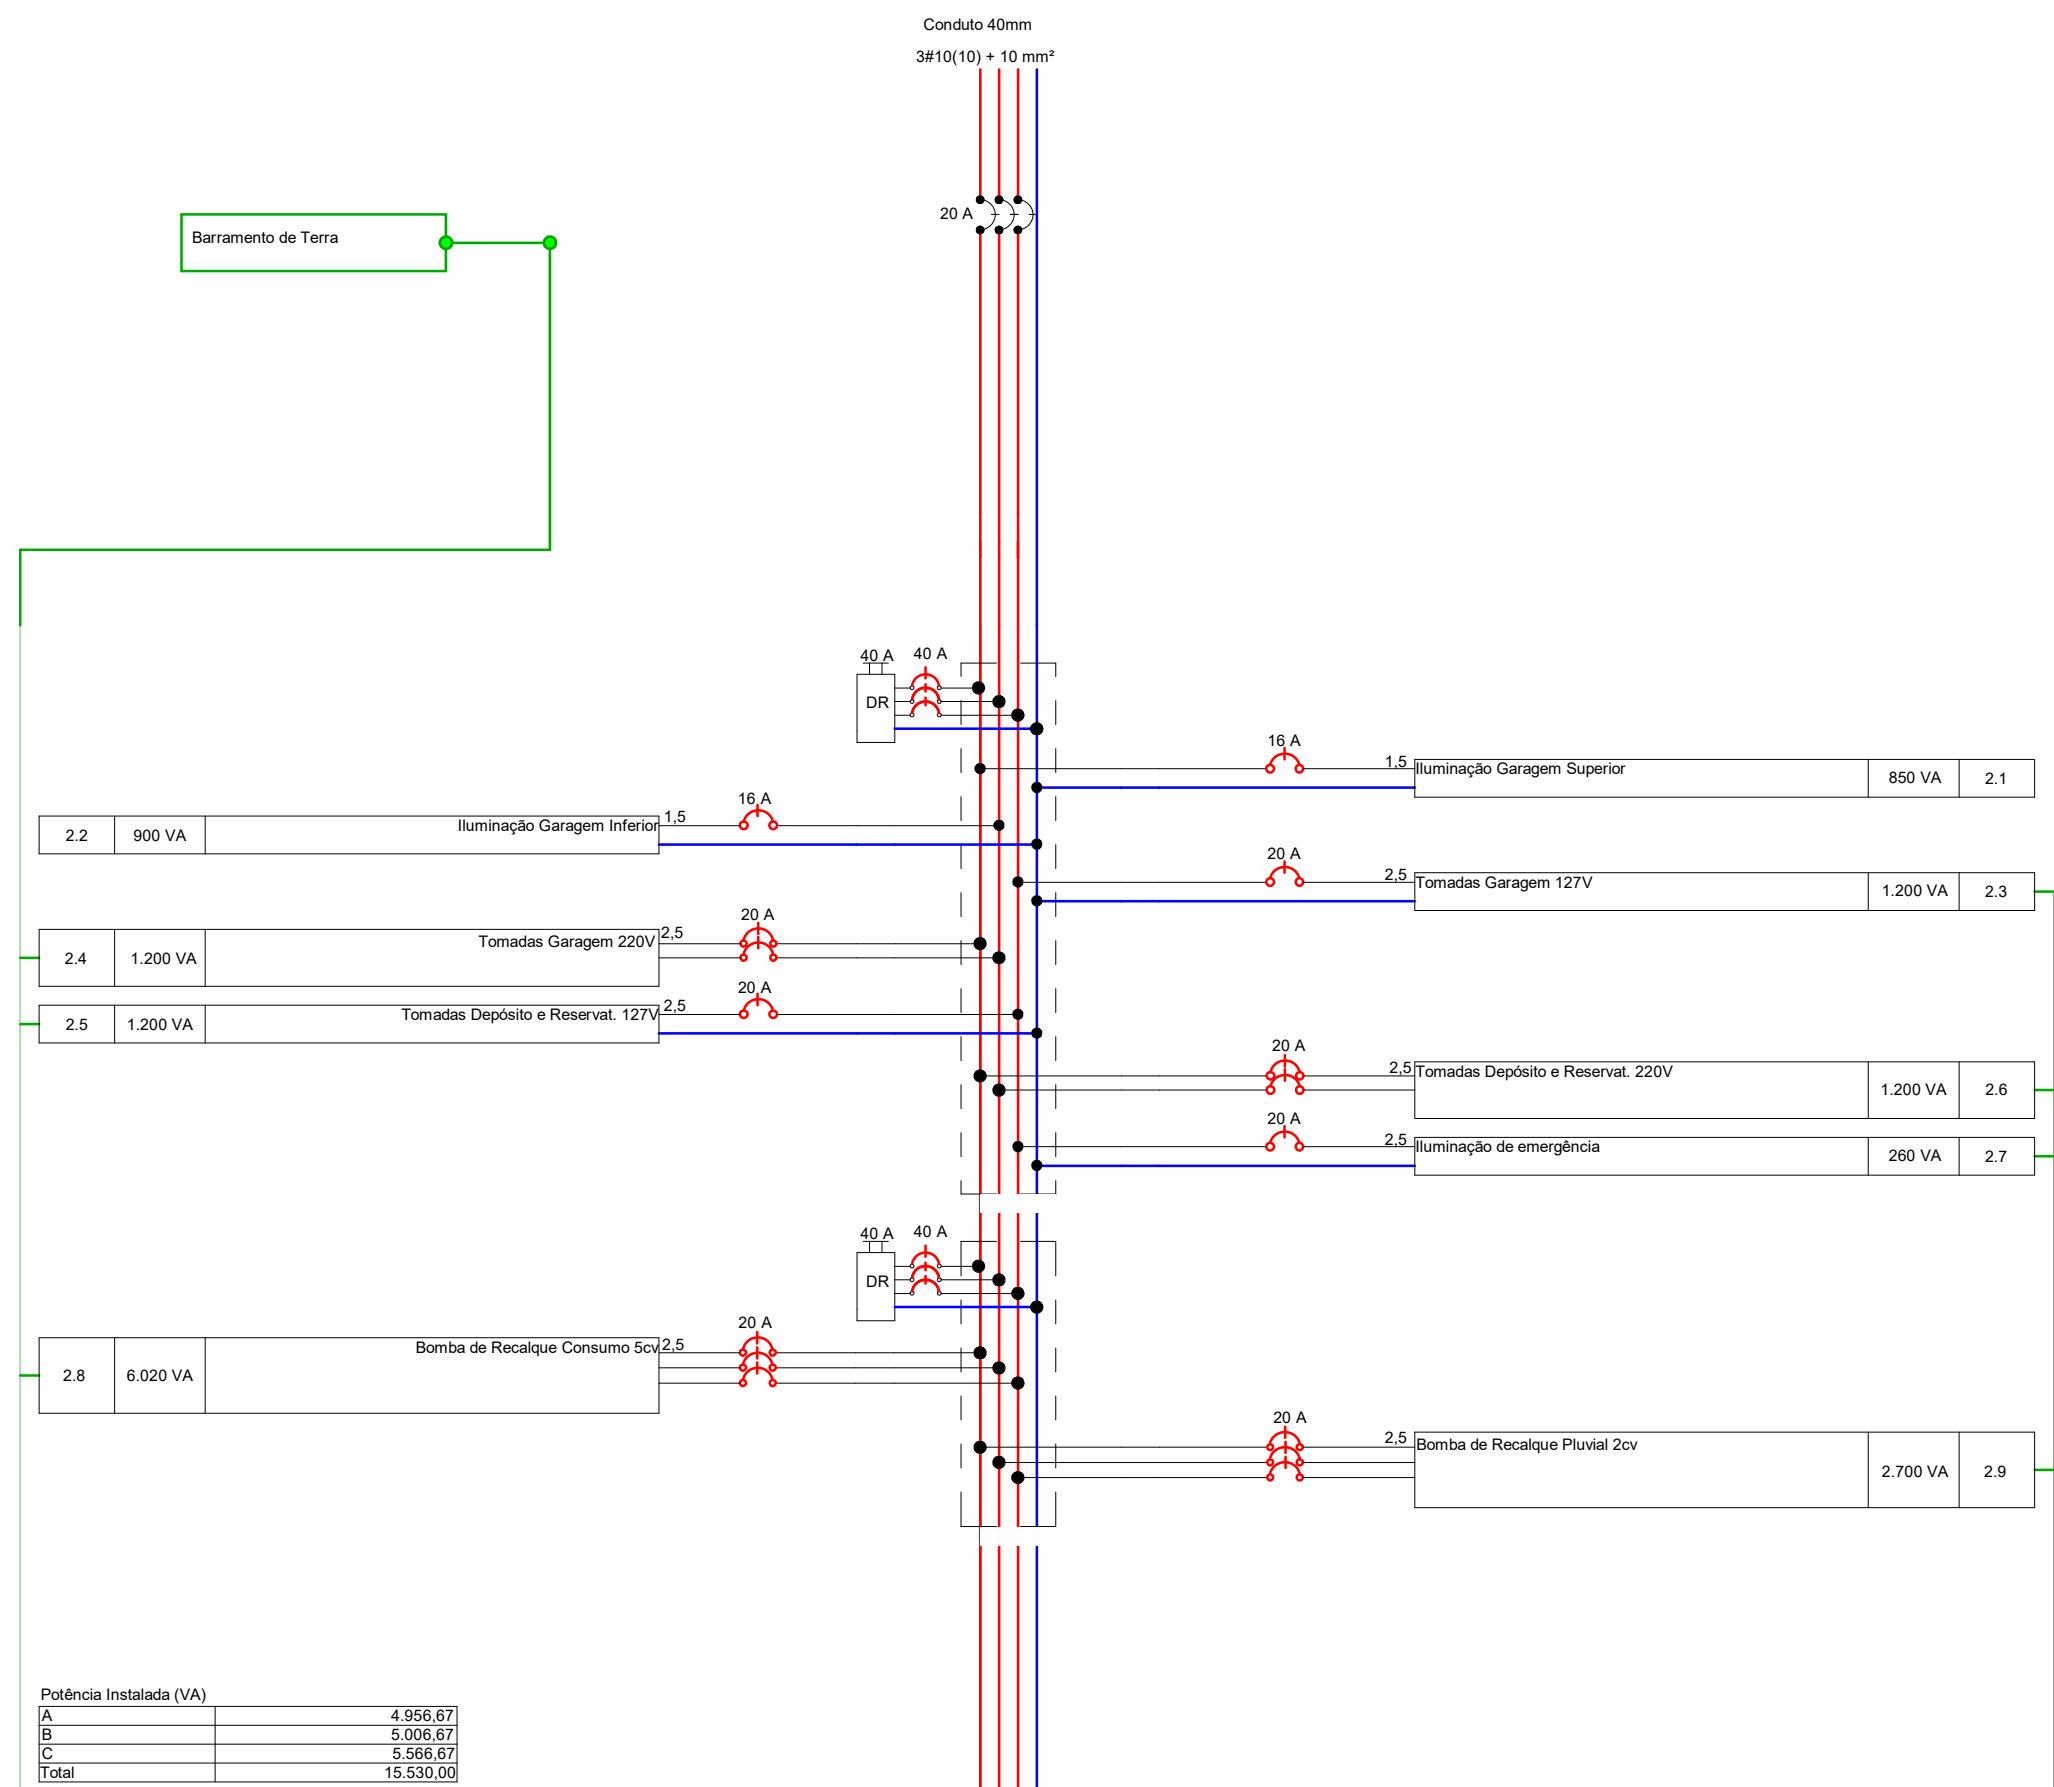 Conduto 40mm
3#10(10) + 10 mm²
20 A
Barramento de Terra
40 A
40 A
DR
16 A
1,5
Iluminação Garagem Superior
850 VA
2.1
16 A
2.2
900 VA
Iluminação Garagem Inferior
1,5
20 A
2,5
Tomadas Garagem 127V
1.200 VA
2.3
20 A
2.4
1.200 VA
Tomadas Garagem 220V
2,5
20 A
2.5
1.200 VA
Tomadas Depósito e Reservat. 127V
2,5
20 A
2,5
Tomadas Depósito e Reservat. 220V
1.200 VA
2.6
20 A
2,5
Iluminação de emergência
260 VA
2.7
40 A
40 A
DR
20 A
2.8
6.020 VA
Bomba de Recalque Consumo 5cv
2,5
20 A
2,5
Bomba de Recalque Pluvial 2cv
2.700 VA
2.9
Potência Instalada (VA)
A 4.956,67
B 5.006,67
C 5.566,67
Total 15.530,00